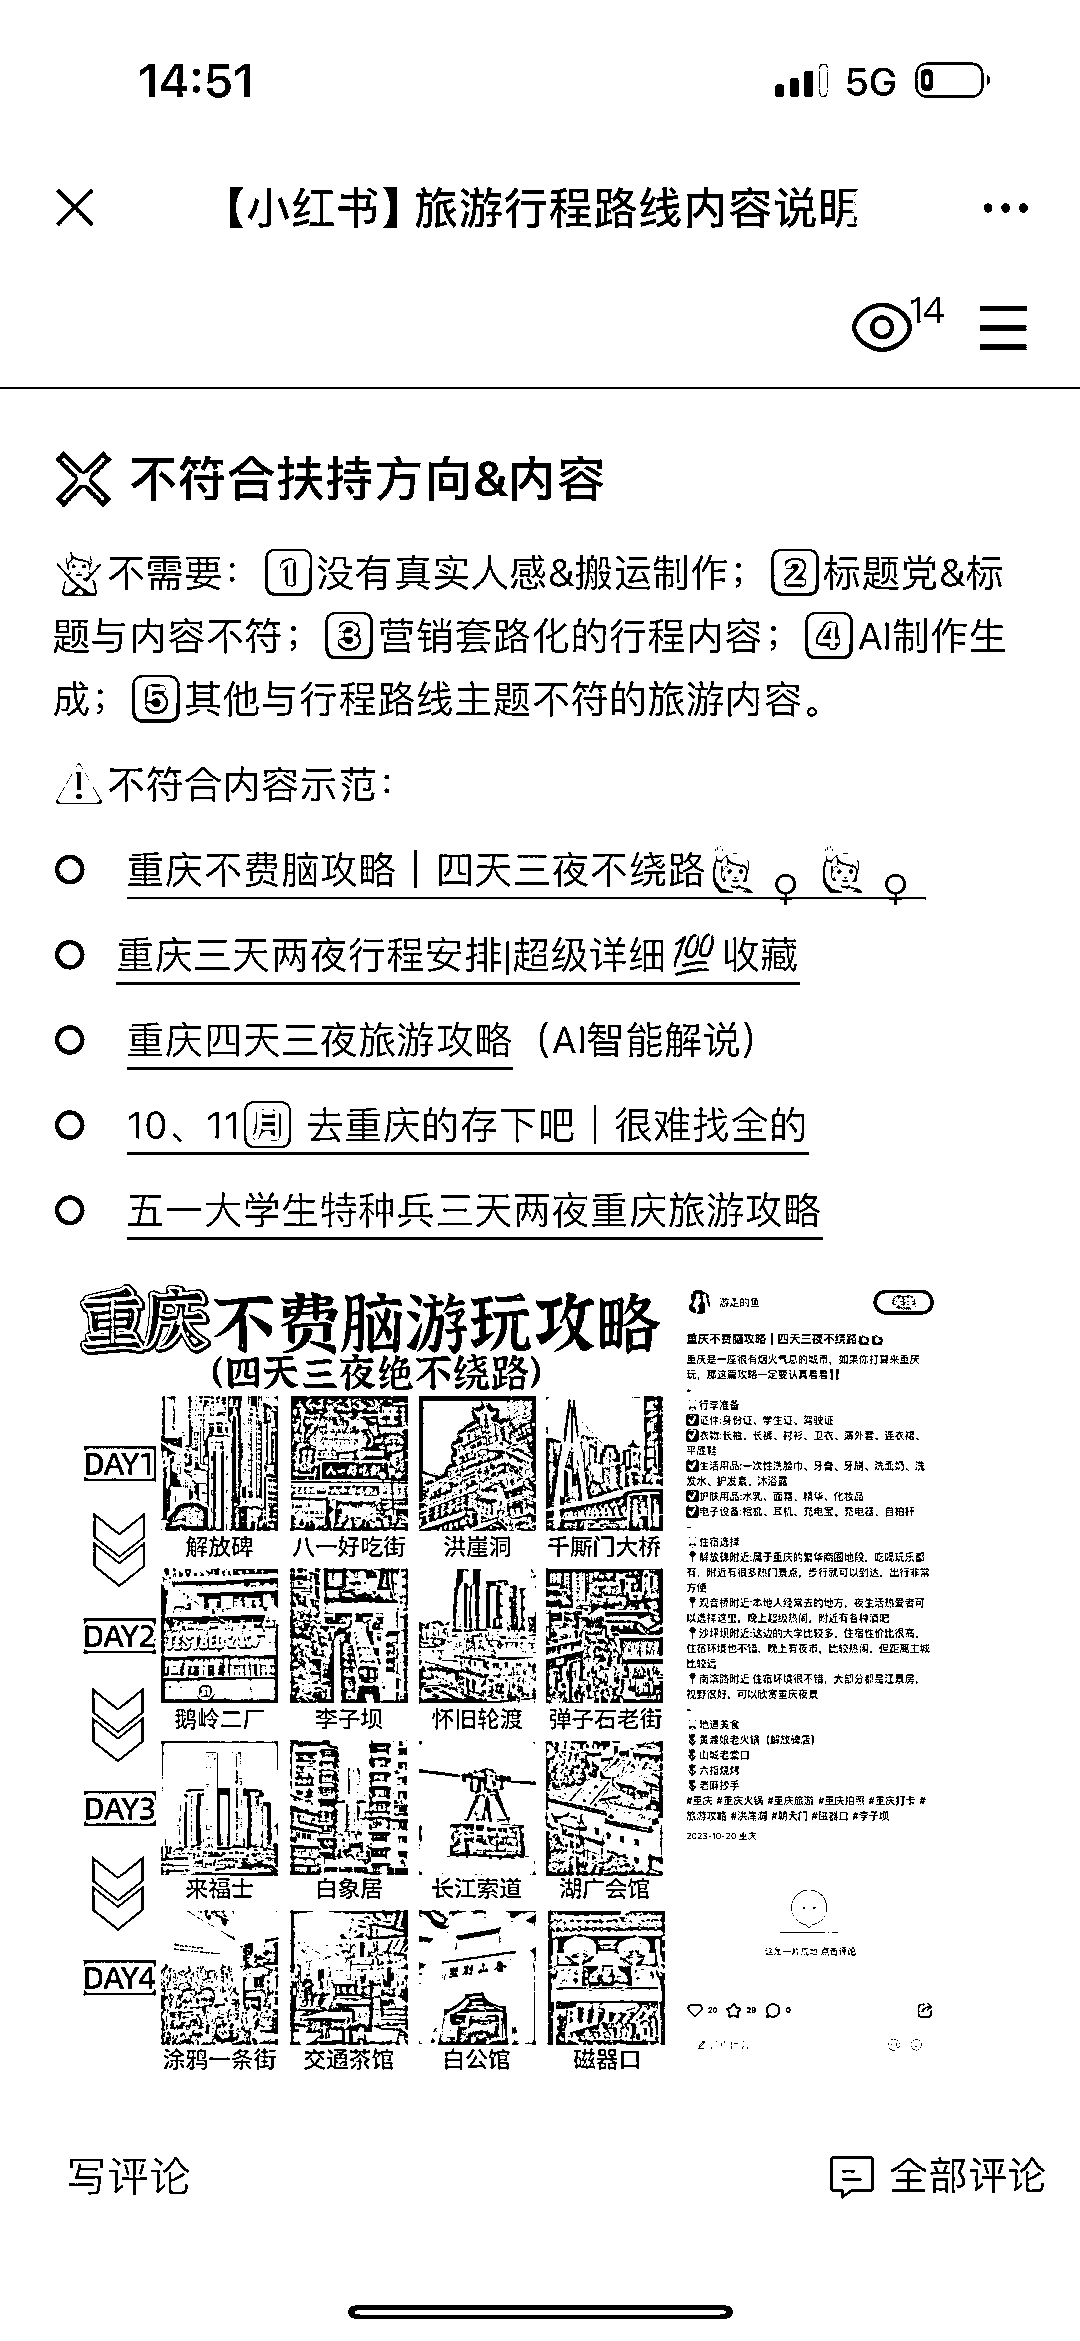 14:51
5G
【小红书】旅游行程路线内容说明
14
不符合扶持方向&内容
不需要：1没有真实人感&搬运制作；2标题党&标
题与内容不符；3营销套路化的行程内容；4AI制作生
成；5其他与行程路线主题不符的旅游内容。
不符合内容示范：
重庆不费脑攻略｜四天三夜不绕路
重庆三天两夜行程安排|超级详细💯收藏
重庆四天三夜旅游攻略（AI智能解说）
10、11月 去重庆的存下吧｜很难找全的
五一大学生特种兵三天两夜重庆旅游攻略
重庆不费脑游玩攻略
(四天三夜绝不绕路)
DAY1
解放碑 八一好吃街 洪崖洞 千厮门大桥
DAY2
鹅岭二厂 李子坝 怀旧轮渡 弹子石老街
DAY3
来福士 白象居 长江索道 湖广会馆
DAY4
涂鸦一条街 交通茶馆 白公馆 磁器口
重庆不费脑攻略｜四天三夜不绕路
重庆是一座很有烟火气息的城市，如果你打算来重庆
玩，那这篇攻略一定要认真看看
行李准备
证件:身份证、学生证、驾驶证
衣物:长袖、长裤、衬衫、卫衣、薄外套、连衣裙、
平底鞋
生活用品:一次性洗脸巾、牙膏、牙刷、洗面奶、洗
发水、护发素、沐浴露
护肤用品:水乳、面霜、精华、化妆品
电子设备:相机、耳机、充电宝、充电器、自拍杆
住宿选择
解放碑附近:属于重庆的繁华商圈地段，吃喝玩乐都
有，附近有很多热门景点，步行就可以到达，出行非常
方便
观音桥附近:本地人经常去的地方，夜生活热爱者可
以选择这里，晚上超级热闹，附近有各种酒吧
沙坪坝附近:这边的大学比较多，住宿性价比很高，
住宿环境也不错，晚上有夜市，比较热闹，但距离主城
比较远
南滨路附近:住宿环境很不错，大部分都是江景房，
视野很好，可以欣赏重庆夜景
地道美食
黄滩娘老火锅（解放碑店）
山城老堂口
六指烧烤
老麻抄手
#重庆 #重庆火锅 #重庆旅游 #重庆拍照 #重庆打卡 #
旅游攻略 #洪崖洞 #朝天门 #磁器口 #李子坝
2023-10-20 重庆
20 29 0
写评论
全部评论